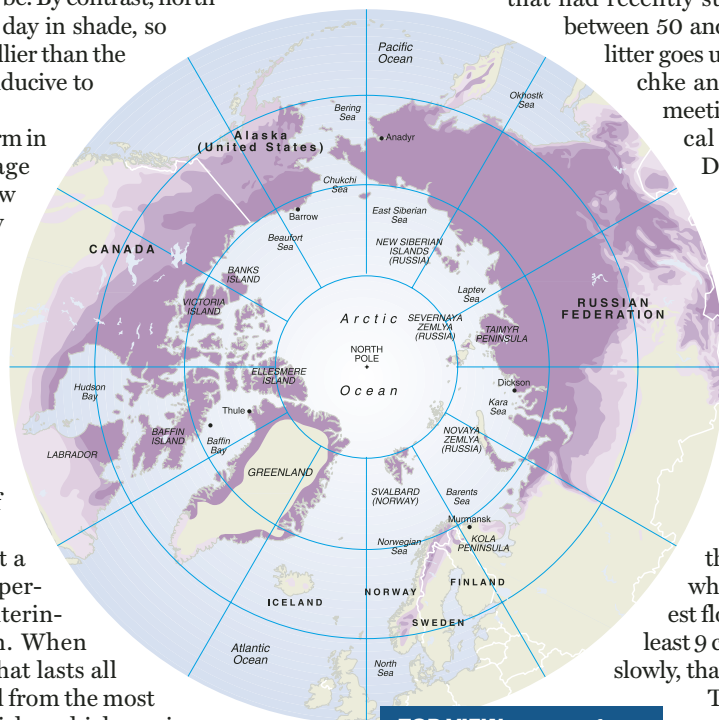 be. By contrast, north
day in shade, so
llier than the
ducive to
rm in
age
w
that had recently st
between 50 and
litter goes u
chke an
meeti
cal
D
Pacific
Ocean
Okhostk
Sea
Bering
Sea
Anadyr
Alaska
(United States)
Chukchi
Sea
Barrow
East Siberian
Sea
Beaufort
Sea
NEW SIBERIAN
ISLANDS
(RUSSIA)
CANADA
BANKS
ISLAND
Laptev
Sea
VICTORIA
ISLAND
RUSSIAN
FEDERATION
Arctic
SEVERNAYA
ZEMLYA
(RUSSIA)
TAIMYR
PENINSULA
NORTH
POLE
ELLESMERE
ISLAND
Ocean
Dickson
Hudson
Bay
Kara
Sea
Thule
BAFFIN
ISLAND
Baffin
Bay
NOVAYA
ZEMLYA
(RUSSIA)
LABRADOR
GREENLAND
SVALBARD
(NORWAY)
Barents
Sea
Murmansk
KOLA
PENINSULA
Norwegian
Sea
FINLAND
NORWAY
ICELAND
SWEDEN
Atlantic
Ocean
North
Sea
f
t a
per-
terin-
n. When
hat lasts all
l from the most
th
wh
est flo
least 9 c
slowly, tha
T